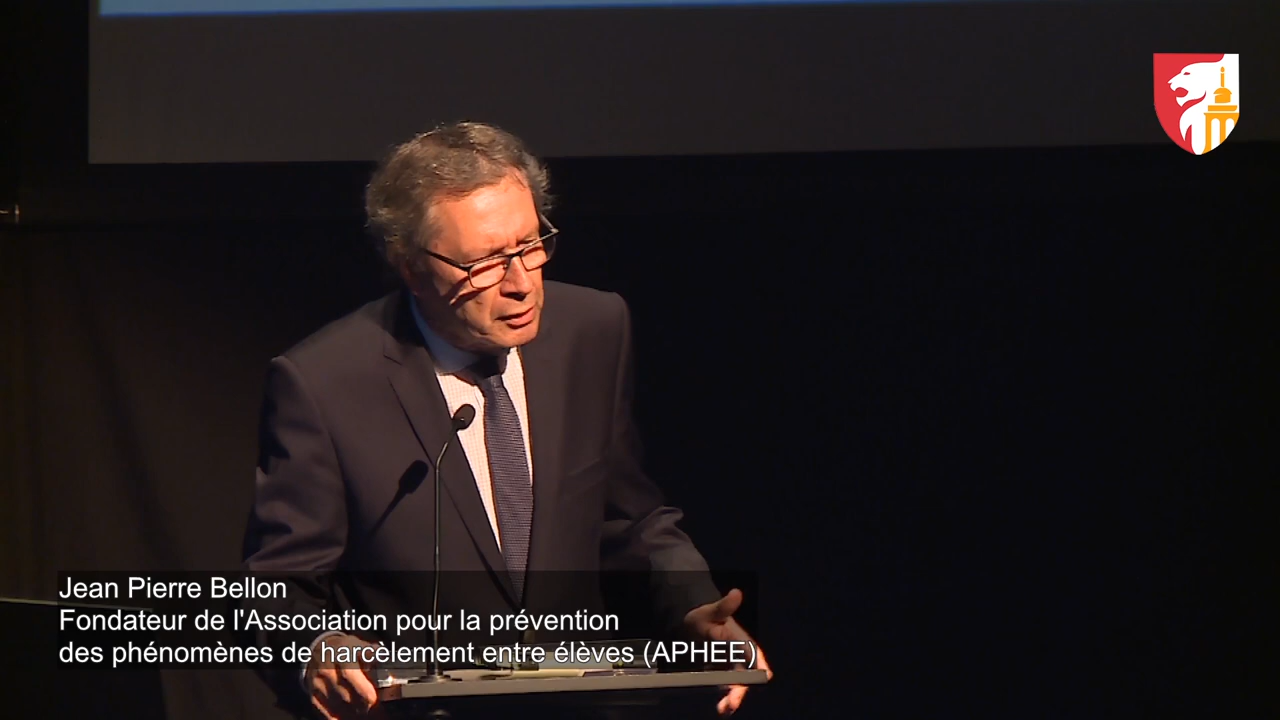 Jean Pierre Bellon
Fondateur de l'Association pour la prévention
des phénomènes de harcèlement entre élèves (APHEE)